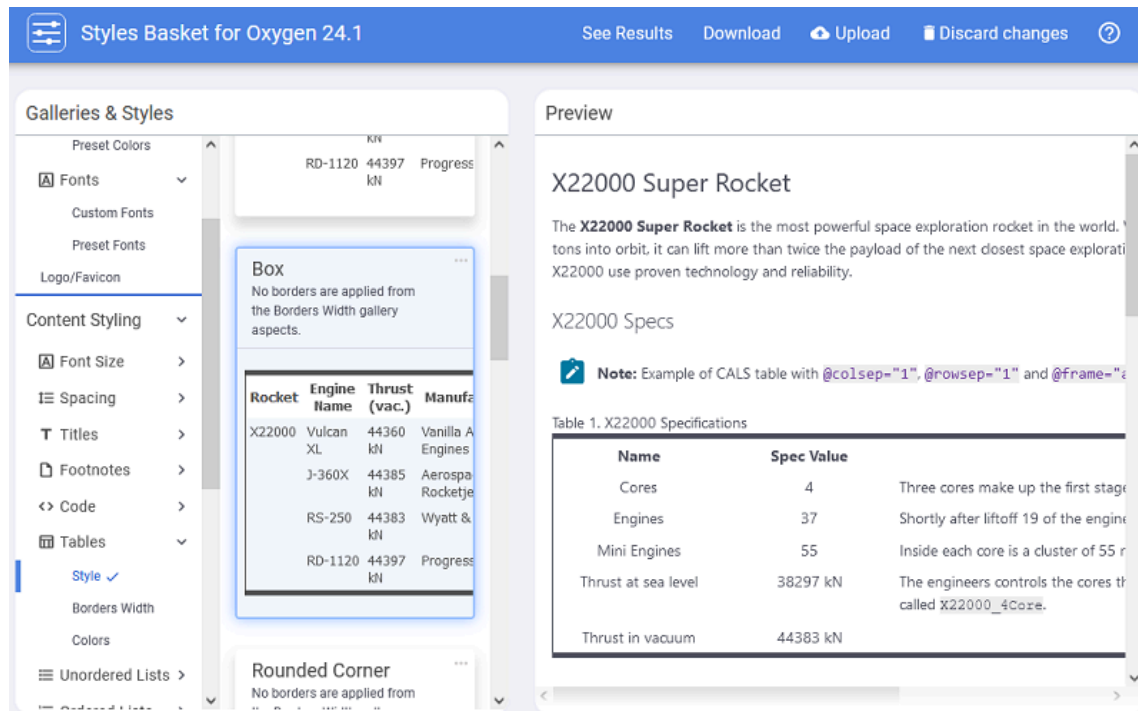 Styles Basket for Oxygen 24.1
See Results Download Upload Discard changes
Galleries & Styles
Preset Colors
A Fonts
Custom Fonts
Preset Fonts
Logo/Favicon
Content Styling
A Font Size
Spacing
T Titles
Footnotes
<> Code
Tables
Style
Borders Width
Colors
Unordered Lists
kN
RD-1120 44397 Progress
kN
Box
No borders are applied from
the Borders Width gallery
aspects.
Rocket Engine Name Thrust (vac.) Manufa
X22000 Vulcan 44360 Vanilla A
XL kN Engines
J-360X 44385 Aerospa
kN Rocketje
RS-250 44383 Wyatt &
kN
RD-1120 44397 Progress
kN
Rounded Corner
No borders are applied from
Preview
X22000 Super Rocket
The X22000 Super Rocket is the most powerful space exploration rocket in the world.
tons into orbit. it can lift more than twice the payload of the next closest space explorati
X22000 use proven technology and reliability.
X22000 Specs
Note: Example of CALS table with @colsep="1", @rowsep="1" and @frame="a
Table 1. X22000 Specifications
Name Spec Value
Cores 4 Three cores make up the first stage
Engines 37 Shortly after liftoff 19 of the engine
Mini Engines 55 Inside each core is a cluster of 55 r
Thrust at sea level 38297 kN The engineers controls the cores th
called X22000_4Core.
Thrust in vacuum 44383 kN